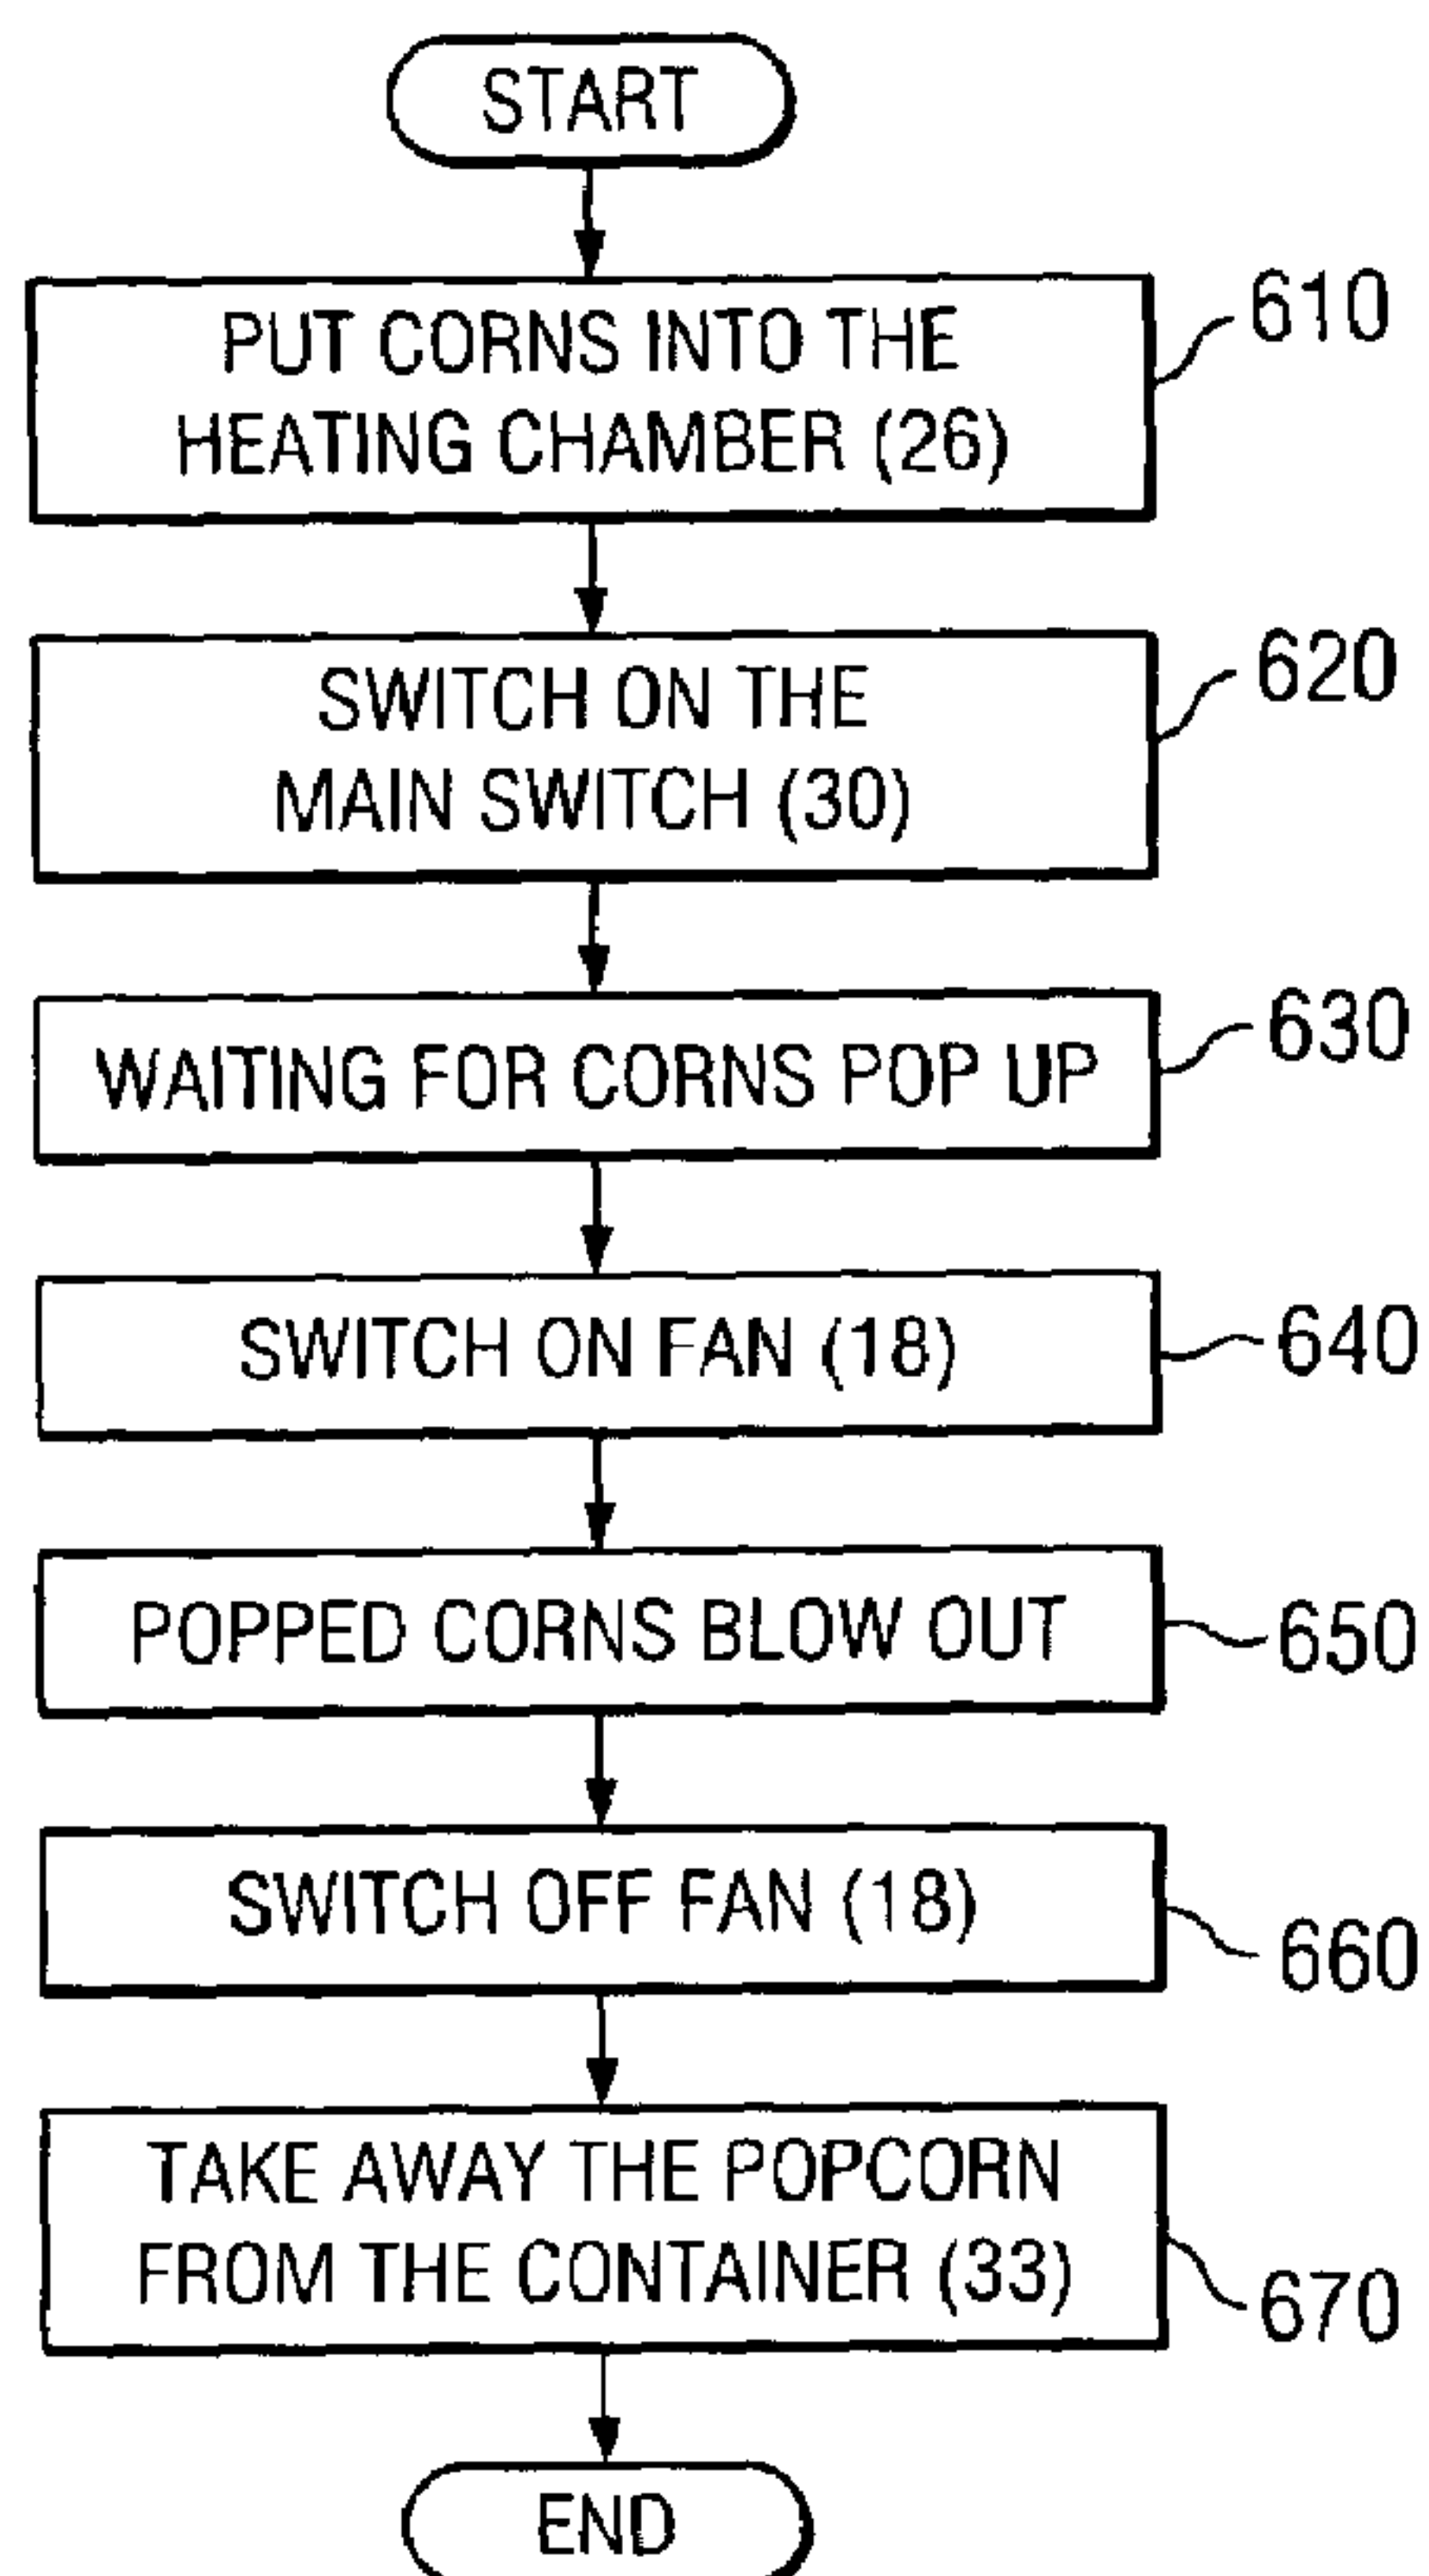 START
PUT CORNS INTO THE
HEATING CHAMBER (26)
610
SWITCH ON THE
MAIN SWITCH (30)
620
WAITING FOR CORNS POP UP
630
SWITCH ON FAN (18)
640
POPPED CORNS BLOW OUT
650
SWITCH OFF FAN (18)
660
TAKE AWAY THE POPCORN
FROM THE CONTAINER (33)
670
END